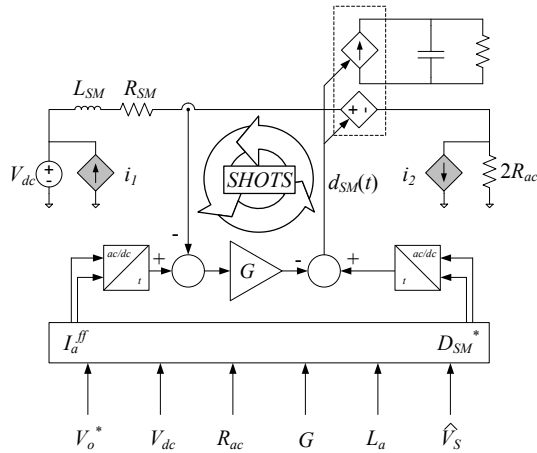 L_SM R_SM
+ -
V_dc + - i_1 SHOTS d_SM(t) i_2 2R_ac
-
ac/dc t + G - + ac/dc t
I_a^ff D_SM^*
V_o^* V_dc R_ac G L_a V̂_S